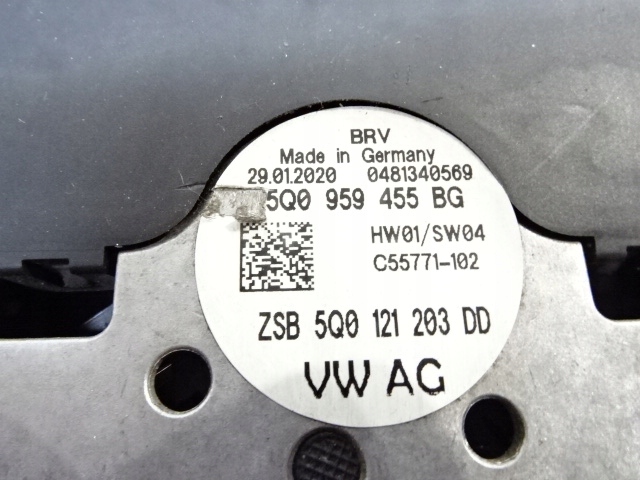 BRV
Made in Germany
29.01.2020 0481340569
5Q0 959 455 BG
HW01/SW04
C55771-102
ZSB 5Q0 121 203 DD
VW AG